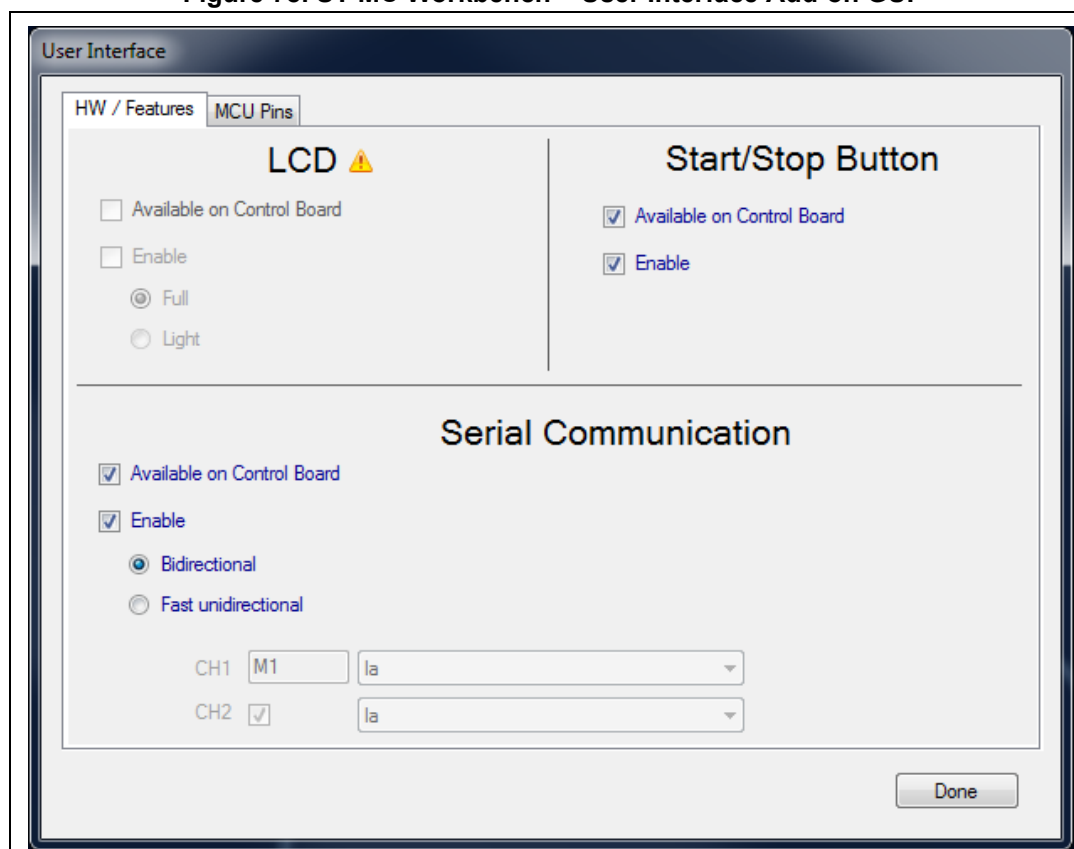 User Interface
HW / Features MCU Pins
LCD
Start/Stop Button
Available on Control Board
Enable
Full
Light
Available on Control Board
Enable
Serial Communication
Available on Control Board
Enable
Bidirectional
Fast unidirectional
CH1 M1 Ia
CH2 Ia
Done